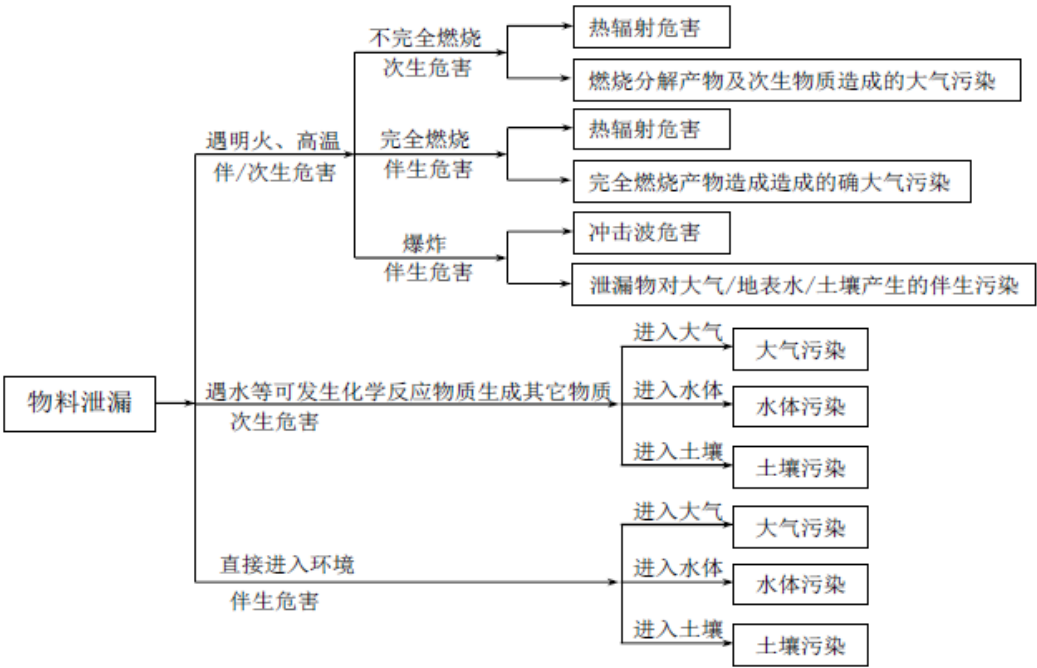 不完全燃烧
次生危害
热辐射危害
燃烧分解产物及次生物质造成的大气污染
遇明火、高温
伴/次生危害
完全燃烧
伴生危害
热辐射危害
完全燃烧产物造成造成的确大气污染
爆炸
伴生危害
冲击波危害
泄漏物对大气/地表水/土壤产生的伴生污染
物料泄漏
遇水等可发生化学反应物质生成其它物质
次生危害
进入大气
大气污染
进入水体
水体污染
进入土壤
土壤污染
直接进入环境
伴生危害
进入大气
大气污染
进入水体
水体污染
进入土壤
土壤污染